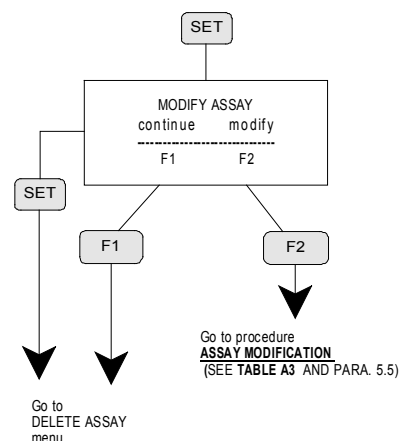 SET
MODIFY ASSAY
continue modify
F1 F2
SET
F1
F2
Go to procedure
ASSAY MODIFICATION
(SEE TABLE A3 AND PARA. 5.5)
Go to
DELETE ASSAY
menu